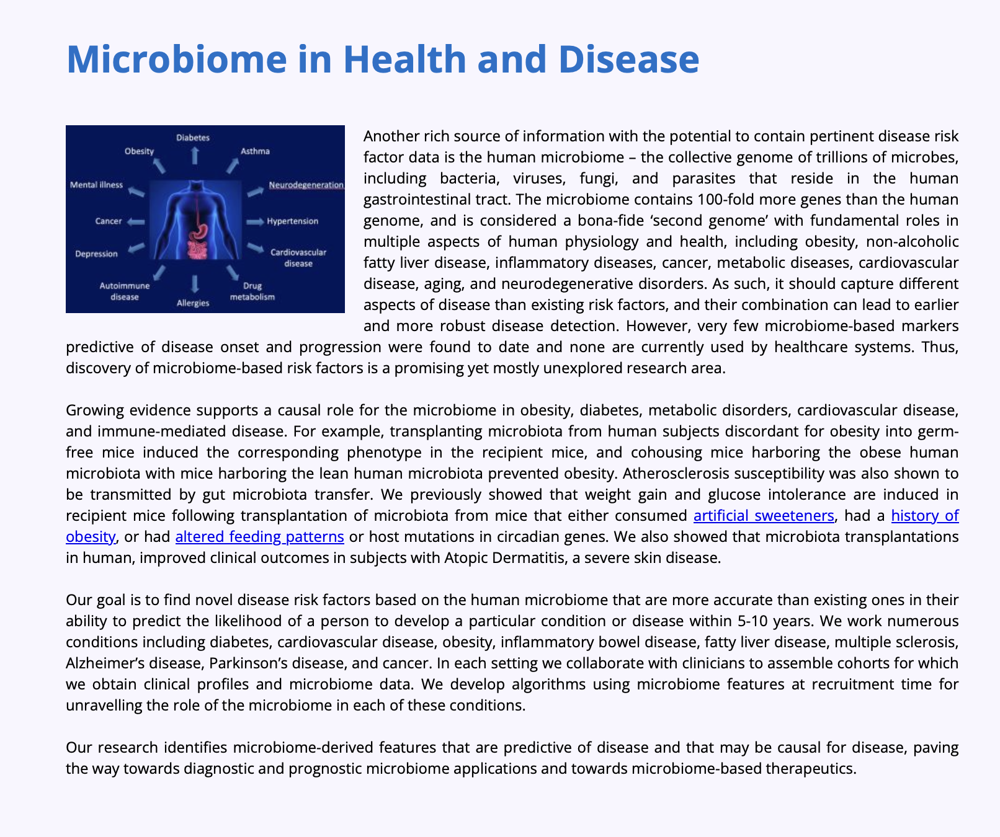 Microbiome in Health and Disease
Diabetes
Obesity
Asthma
Mental illness
Neurodegeneration
Cancer
Hypertension
Depression
Cardiovascular
disease
Autoimmune
disease
Drug
metabolism
Allergies
Another rich source of information with the potential to contain pertinent disease risk
factor data is the human microbiome – the collective genome of trillions of microbes,
including bacteria, viruses, fungi, and parasites that reside in the human
gastrointestinal tract. The microbiome contains 100-fold more genes than the human
genome, and is considered a bona-fide ‘second genome’ with fundamental roles in
multiple aspects of human physiology and health, including obesity, non-alcoholic
fatty liver disease, inflammatory diseases, cancer, metabolic diseases, cardiovascular
disease, aging, and neurodegenerative disorders. As such, it should capture different
aspects of disease than existing risk factors, and their combination can lead to earlier
and more robust disease detection. However, very few microbiome-based markers
predictive of disease onset and progression were found to date and none are currently used by healthcare systems. Thus,
discovery of microbiome-based risk factors is a promising yet mostly unexplored research area.
Growing evidence supports a causal role for the microbiome in obesity, diabetes, metabolic disorders, cardiovascular disease,
and immune-mediated disease. For example, transplanting microbiota from human subjects discordant for obesity into germ-
free mice induced the corresponding phenotype in the recipient mice, and cohousing mice harboring the obese human
microbiota with mice harboring the lean human microbiota prevented obesity. Atherosclerosis susceptibility was also shown to
be transmitted by gut microbiota transfer. We previously showed that weight gain and glucose intolerance are induced in
recipient mice following transplantation of microbiota from mice that either consumed artificial sweeteners, had a history of
obesity, or had altered feeding patterns or host mutations in circadian genes. We also showed that microbiota transplantations
in human, improved clinical outcomes in subjects with Atopic Dermatitis, a severe skin disease.
Our goal is to find novel disease risk factors based on the human microbiome that are more accurate than existing ones in their
ability to predict the likelihood of a person to develop a particular condition or disease within 5-10 years. We work numerous
conditions including diabetes, cardiovascular disease, obesity, inflammatory bowel disease, fatty liver disease, multiple sclerosis,
Alzheimer’s disease, Parkinson’s disease, and cancer. In each setting we collaborate with clinicians to assemble cohorts for which
we obtain clinical profiles and microbiome data. We develop algorithms using microbiome features at recruitment time for
unravelling the role of the microbiome in each of these conditions.
Our research identifies microbiome-derived features that are predictive of disease and that may be causal for disease, paving
the way towards diagnostic and prognostic microbiome applications and towards microbiome-based therapeutics.